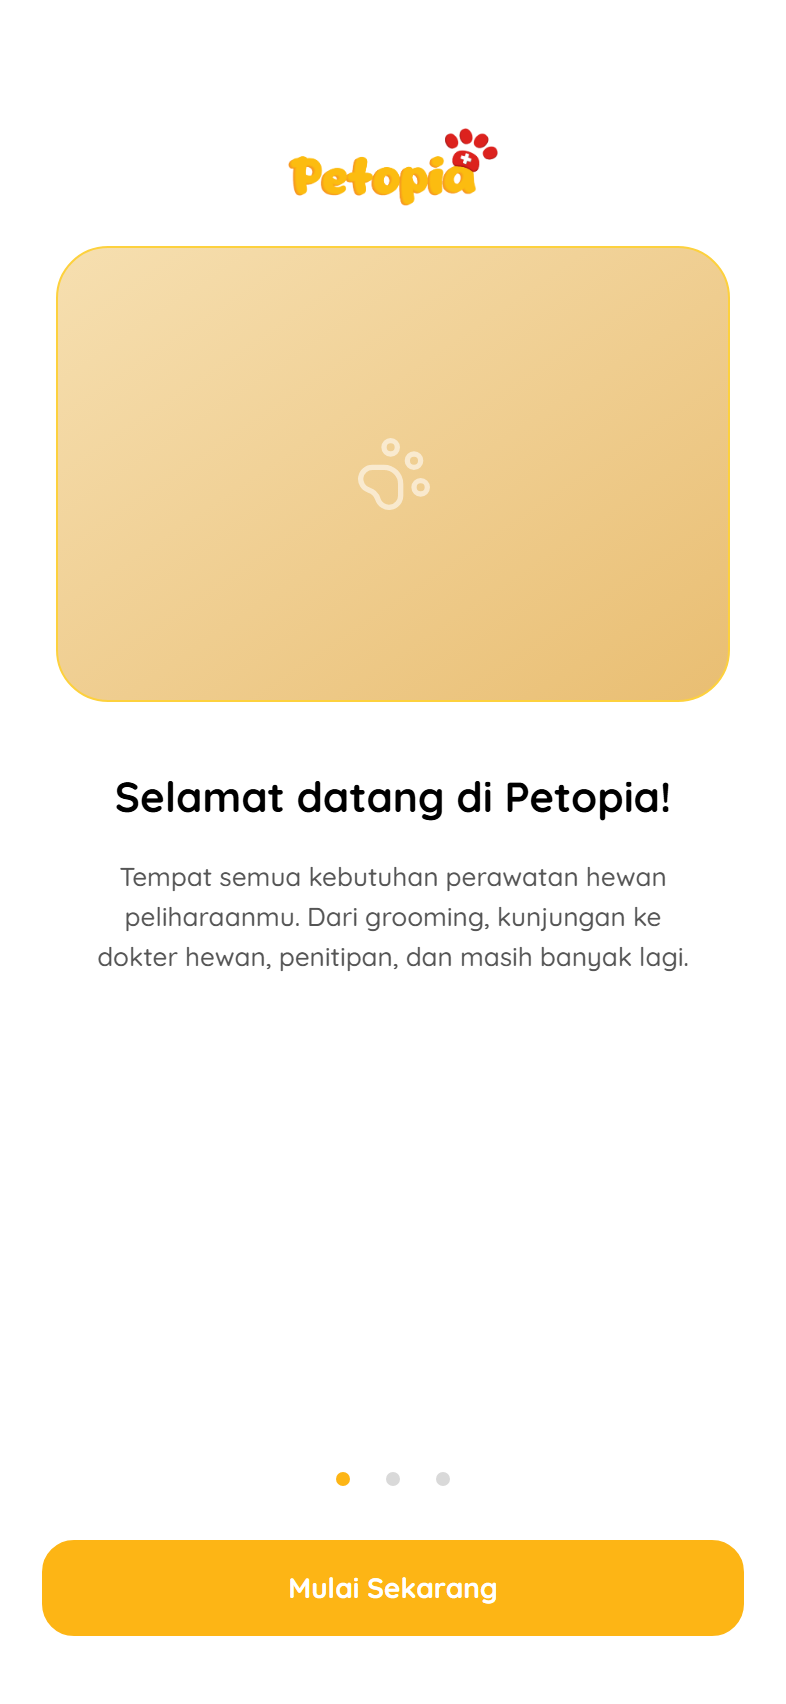 Petopia
Selamat datang di Petopia!
Tempat semua kebutuhan perawatan hewan
peliharaanmu. Dari grooming, kunjungan ke
dokter hewan, penitipan, dan masih banyak lagi.
Mulai Sekarang